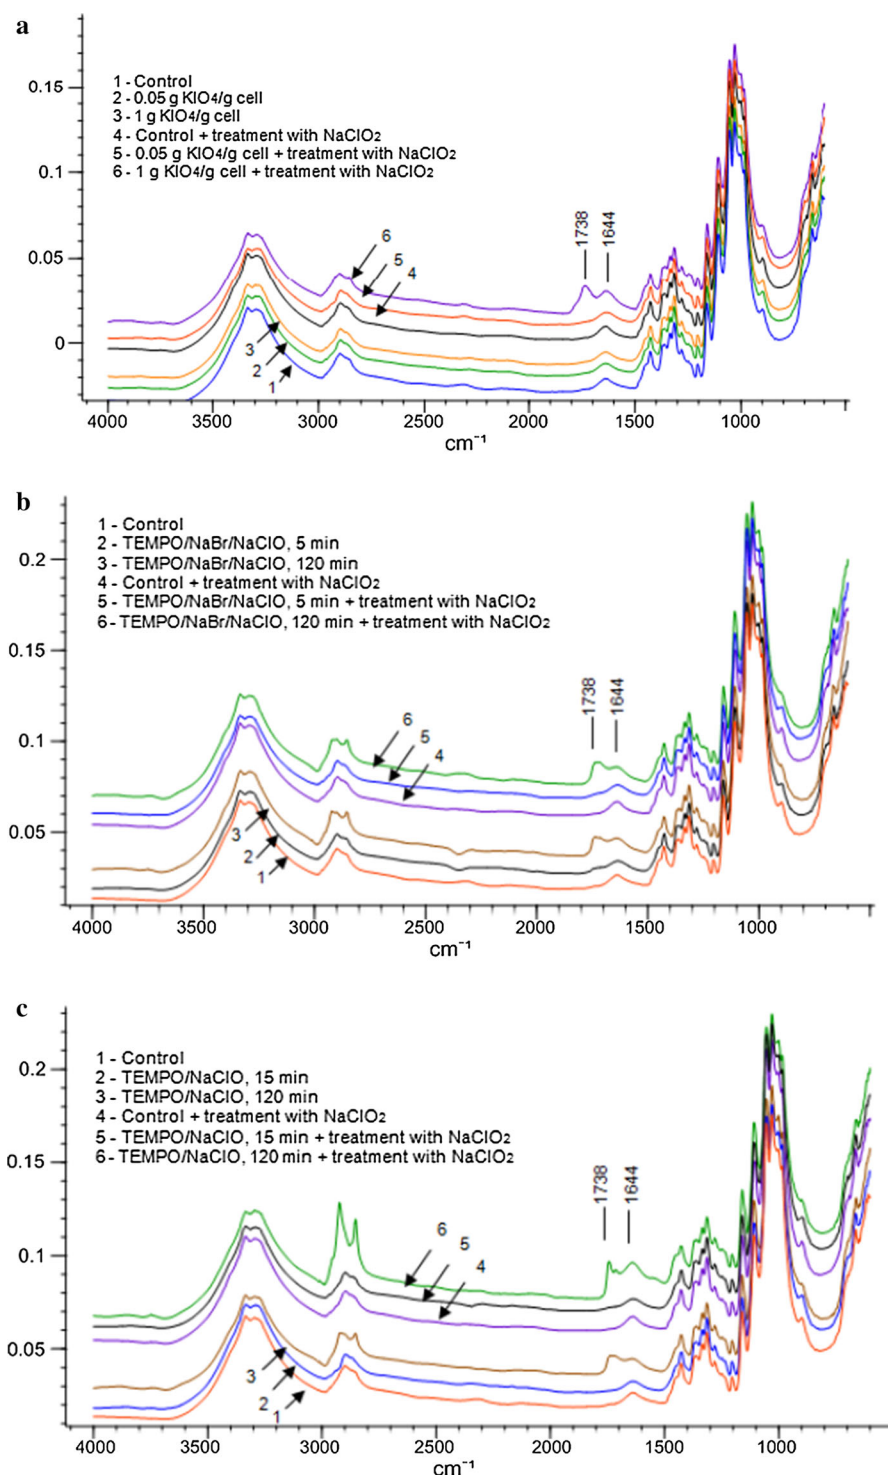 a
0.15
0.1
0.05
0
1 - Control
2 - 0.05 g KIO4/g cell
3 - 1 g KIO4/g cell
4 - Control + treatment with NaClO2
5 - 0.05 g KIO4/g cell + treatment with NaClO2
6 - 1 g KIO4/g cell + treatment with NaClO2
1738
1644
6
5
4
3
2
1
4000 3500 3000 2500 2000 1500 1000
cm⁻¹
b
0.2
0.15
0.1
0.05
1 - Control
2 - TEMPO/NaBr/NaClO, 5 min
3 - TEMPO/NaBr/NaClO, 120 min
4 - Control + treatment with NaClO2
5 - TEMPO/NaBr/NaClO, 5 min + treatment with NaClO2
6- TEMPO/NaBr/NaClO, 120 min + treatment with NaClO2
1738
1644
6
5
4
3
2
1
4000 3500 3000 2500 2000 1500 1000
cm⁻¹
c
0.2
0.15
0.1
0.05
1 - Control
2 - TEMPO/NaClO, 15 min
3 - TEMPO/NaClO, 120 min
4 - Control + treatment with NaClO2
5 - TEMPO/NaClO, 15 min + treatment with NaClO2
6- TEMPO/NaClO, 120 min + treatment with NaClO2
1738
1644
6
5
4
3
2
1
4000 3500 3000 2500 2000 1500 1000
cm⁻¹